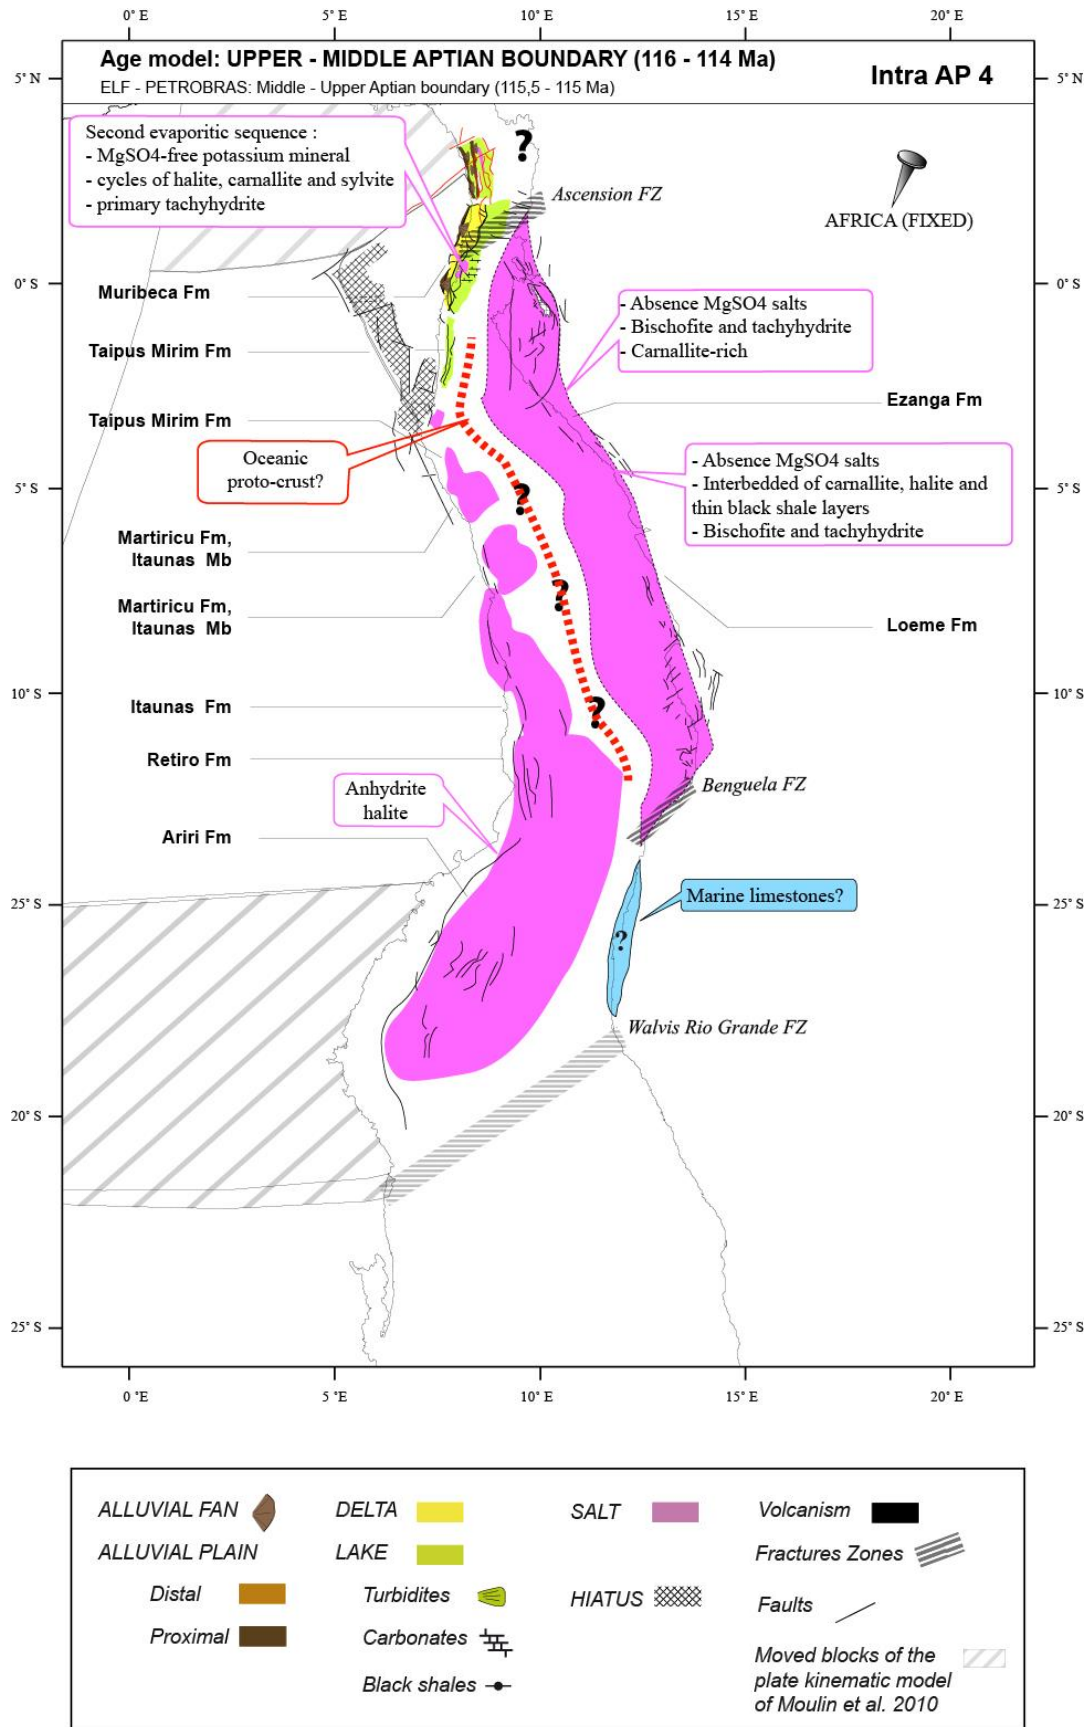 0° E 5° E 10° E 15° E 20° E
Age model: UPPER - MIDDLE APTIAN BOUNDARY (116 - 114 Ma)
ELF - PETROBRAS: Middle - Upper Aptian boundary (115,5 - 115 Ma)
Intra AP 4
5° N
5° N
Second evaporitic sequence :
- MgSO4-free potassium mineral
- cycles of halite, carnallite and sylvite
- primary tachyhydrite
?
Ascension FZ
AFRICA (FIXED)
0° S
0° S
Muribeca Fm
- Absence MgSO4 salts
- Bischofite and tachyhydrite
- Carnallite-rich
Taipus Mirim Fm
Ezanga Fm
Taipus Mirim Fm
Oceanic
proto-crust?
- Absence MgSO4 salts
- Interbedded of carnallite, halite and
thin black shale layers
- Bischofite and tachyhydrite
5° S
5° S
?
Martiricu Fm,
Itaunas Mb
?
Martiricu Fm,
Itaunas Mb
Loeme Fm
10° S
10° S
?
Itaunas Fm
Retiro Fm
Anhydrite
halite
Benguela FZ
Ariri Fm
25° S
25° S
Marine limestones?
?
Walvis Rio Grande FZ
20° S
20° S
25° S
25° S
0° E 5° E 10° E 15° E 20° E
ALLUVIAL FAN
DELTA
SALT
Volcanism
ALLUVIAL PLAIN
LAKE
Fractures Zones
Distal
Turbidites
HIATUS
Faults
Proximal
Carbonates
Black shales
Moved blocks of the
plate kinematic model
of Moulin et al. 2010